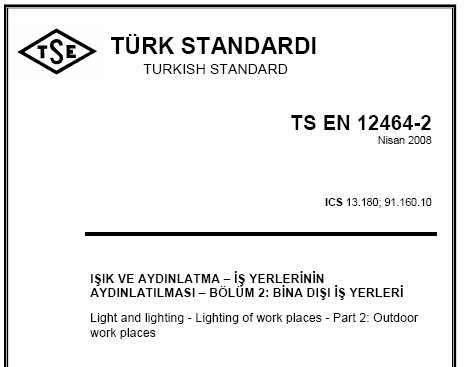 TSE
TÜRK STANDARDI
TURKISH STANDARD
TS EN 12464-2
Nisan 2008
ICS 13.180; 91.160.10
IŞIK VE AYDINLATMA – İŞ YERLERİNİN
AYDINLATILMASI – BÖLÜM 2: BİNA DIŞI İŞ YERLERİ
Light and lighting - Lighting of work places - Part 2: Outdoor
work places